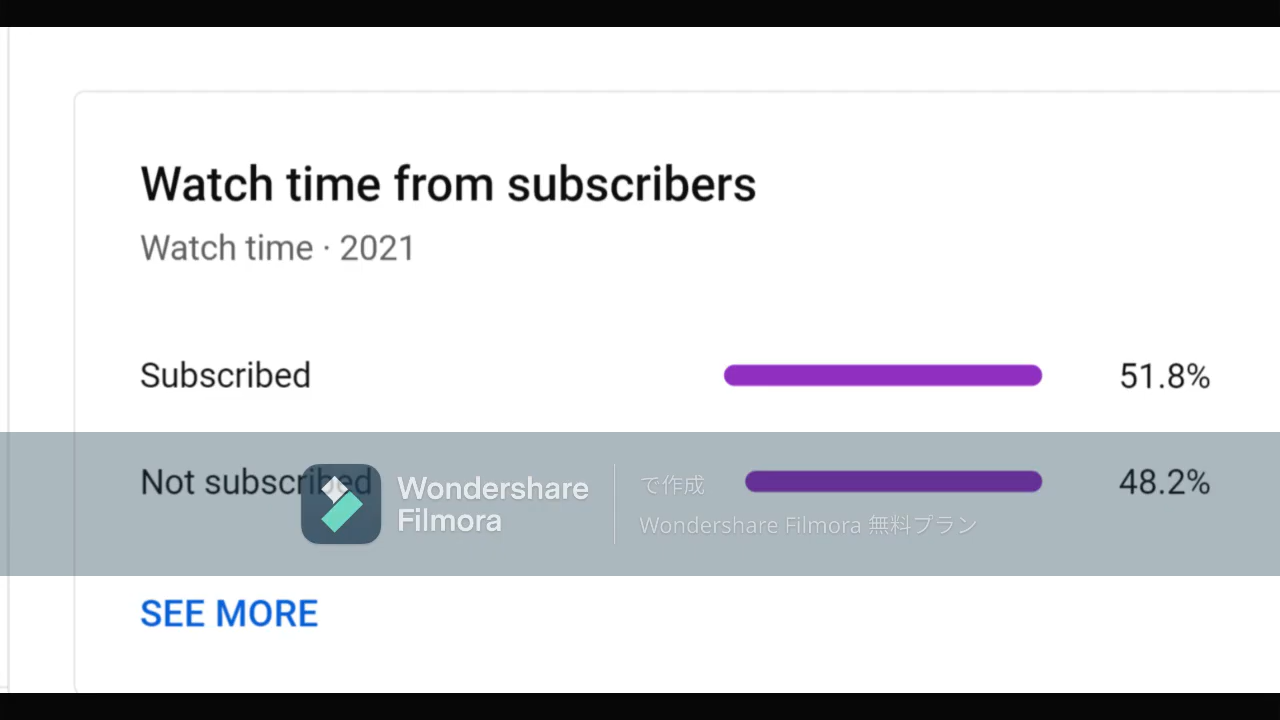 Watch time from subscribers
Watch time · 2021
Subscribed 51.8%
Not subscribed 48.2%
Wondershare
Filmora
で作成
Wondershare Filmora 無料プラン
SEE MORE